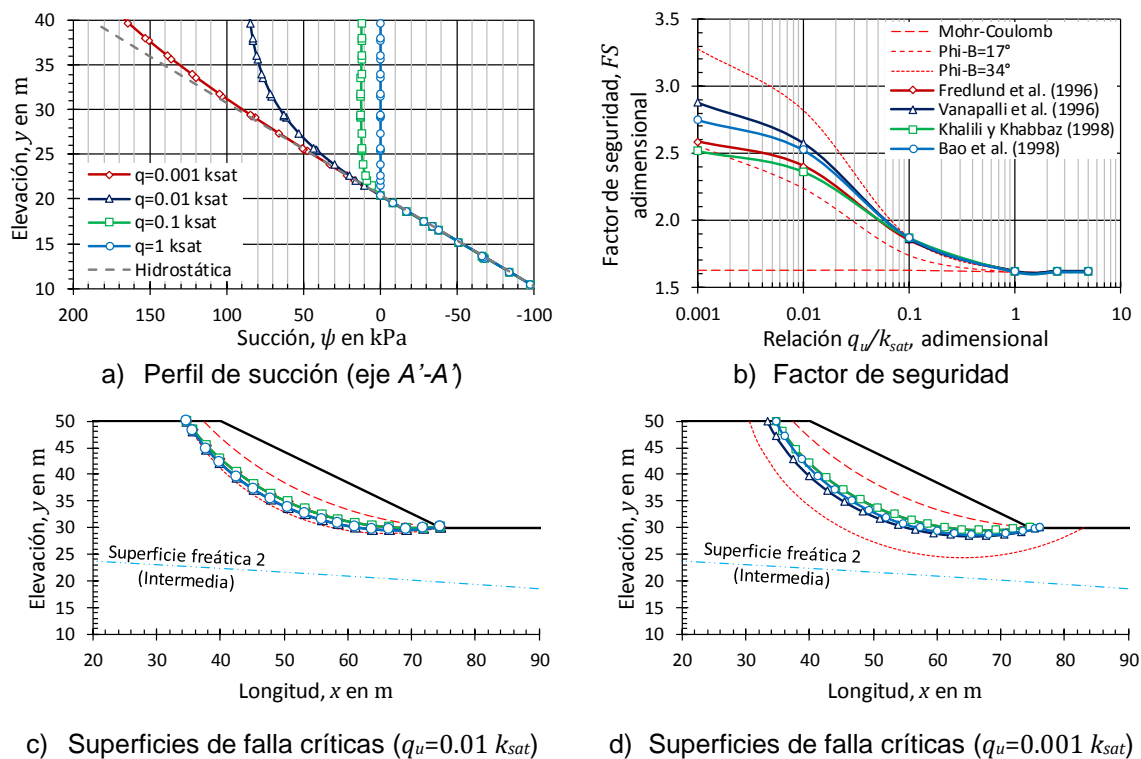 Elevación, y en m
40
35
30
25
20
15
10
q=0.001 ksat
q=0.01 ksat
q=0.1 ksat
q=1 ksat
Hidrostática
200 150 100 50 0 -50 -100
Succión, ψ en kPa
a) Perfil de succión (eje A’-A’)
Factor de seguridad, FS
adimensional
3.5
3.0
2.5
2.0
1.5
Mohr-Coulomb
Phi-B=17°
Phi-B=34°
Fredlund et al. (1996)
Vanapalli et al. (1996)
Khalili y Khabbaz (1998)
Bao et al. (1998)
0.001 0.01 0.1 1 10
Relación qu/ksat, adimensional
b) Factor de seguridad
Elevación, y en m
50
45
40
35
30
25
20
15
10
Superficie freática 2
(Intermedia)
20 30 40 50 60 70 80 90
Longitud, x en m
c) Superficies de falla críticas (qu=0.01 ksat)
Elevación, y en m
50
45
40
35
30
25
20
15
10
Superficie freática 2
(Intermedia)
20 30 40 50 60 70 80 90
Longitud, x en m
d) Superficies de falla críticas (qu=0.001 ksat)